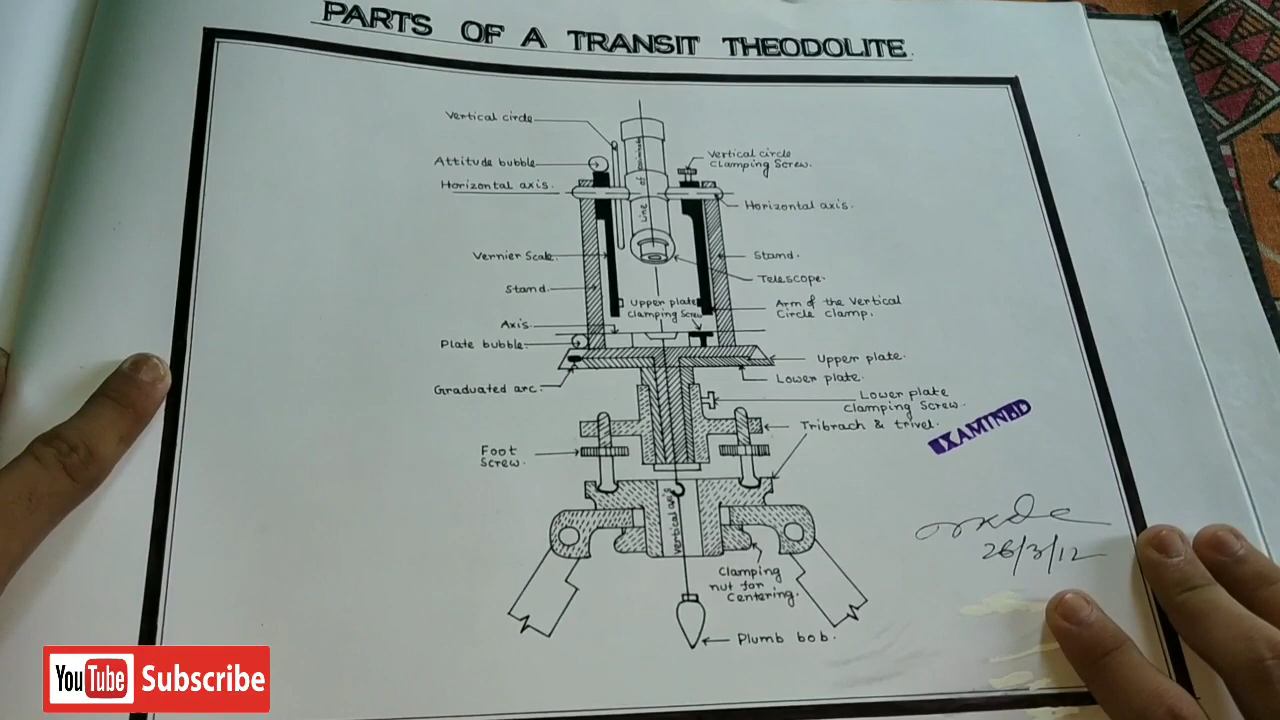 PARTS OF A TRANSIT THEODOLITE
Vertical circle
Attitude bubble
Horizontal axis.
Vertical circle
Clamping Screw.
Horizontal axis.
Line of
Vernier Scale
Stand.
Stand.
Telescope.
Upper plate
Clamping Screw
Arm of the Vertical
Circle clamp.
Axis
Plate bubble
Upper plate.
Lower plate.
Graduated arc.
Lower plate
Clamping Screw.
Tribrach & trivel.
EXAMINED
Foot
Screw.
Vertical axis
26/3/12
Clamping
nut for
Centering.
Plumb bob.
YouTube Subscribe